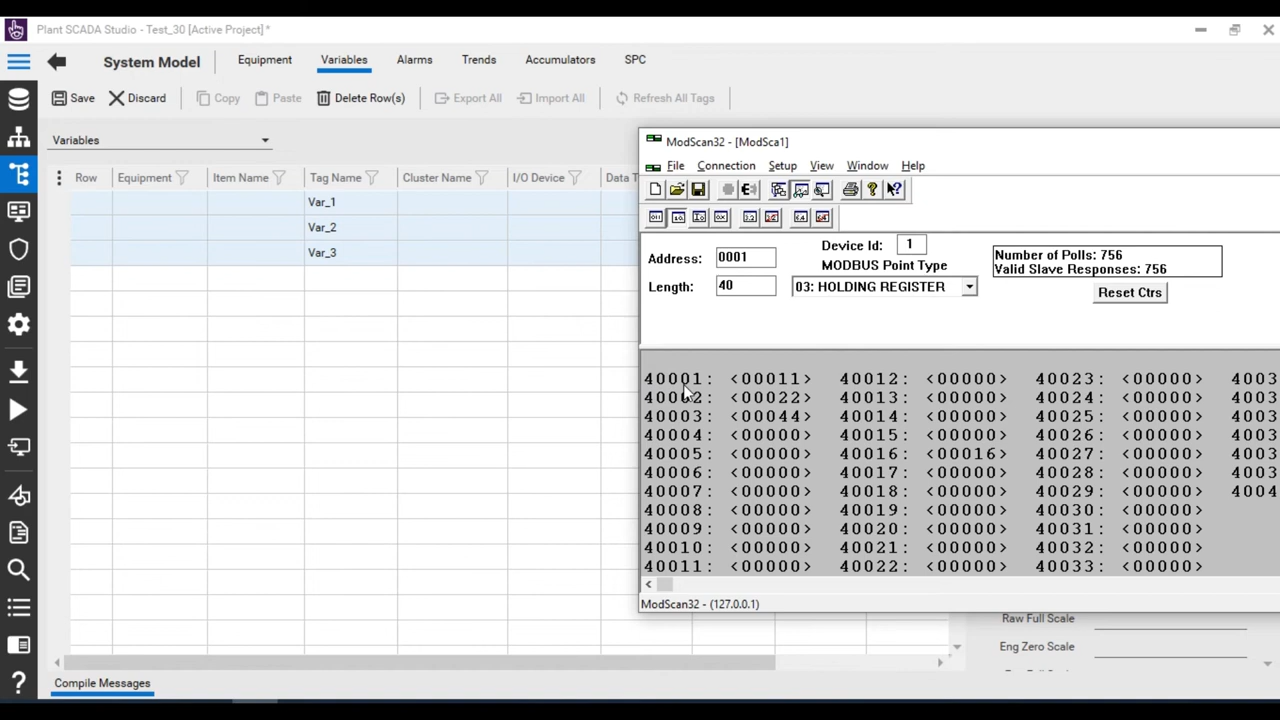 Plant SCADA Studio - Test_30 [Active Project]*
System Model Equipment Variables Alarms Trends Accumulators SPC
Save Discard Copy Paste Delete Row(s) Export All Import All Refresh All Tags
Variables
Row Equipment Item Name Tag Name Cluster Name I/O Device Data T
Var_1
Var_2
Var_3
ModScan32 - [ModSca1]
File Connection Setup View Window Help
Address: 0001
Length: 40
Device Id: 1
MODBUS Point Type
03: HOLDING REGISTER
Number of Polls: 756
Valid Slave Responses: 756
Reset Ctrs
40001: <00011> 40012: <00000> 40023: <00000> 4003
40002: <00022> 40013: <00000> 40024: <00000> 4003
40003: <00044> 40014: <00000> 40025: <00000> 4003
40004: <00000> 40015: <00000> 40026: <00000> 4003
40005: <00000> 40016: <00016> 40027: <00000> 4003
40006: <00000> 40017: <00000> 40028: <00000> 4003
40007: <00000> 40018: <00000> 40029: <00000> 4004
40008: <00000> 40019: <00000> 40030: <00000>
40009: <00000> 40020: <00000> 40031: <00000>
40010: <00000> 40021: <00000> 40032: <00000>
40011: <00000> 40022: <00000> 40033: <00000>
ModScan32 - (127.0.0.1)
Raw Full Scale
Eng Zero Scale
Compile Messages